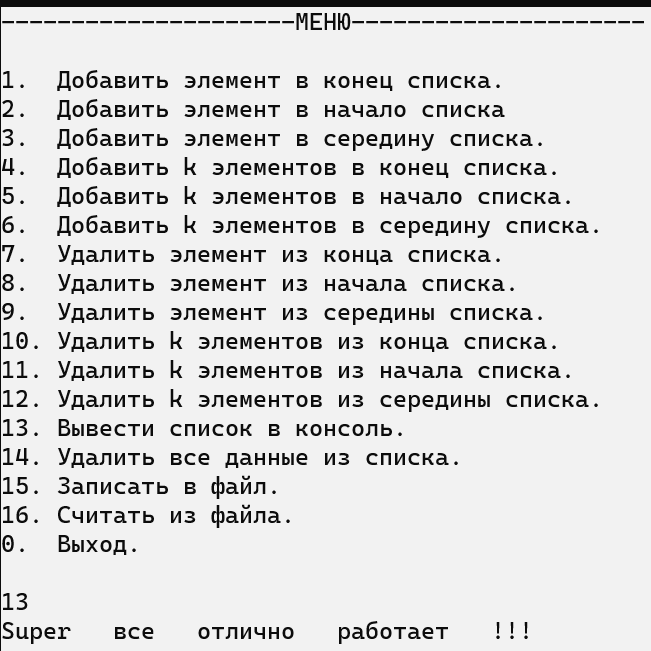 ---------------------МЕНЮ---------------------
1.  Добавить элемент в конец списка.
2.  Добавить элемент в начало списка
3.  Добавить элемент в середину списка.
4.  Добавить k элементов в конец списка.
5.  Добавить k элементов в начало списка.
6.  Добавить k элементов в середину списка.
7.  Удалить элемент из конца списка.
8.  Удалить элемент из начала списка.
9.  Удалить элемент из середины списка.
10. Удалить k элементов из конца списка.
11. Удалить k элементов из начала списка.
12. Удалить k элементов из середины списка.
13. Вывести список в консоль.
14. Удалить все данные из списка.
15. Записать в файл.
16. Считать из файла.
0.  Выход.
13
Super   все   отлично   работает   !!!